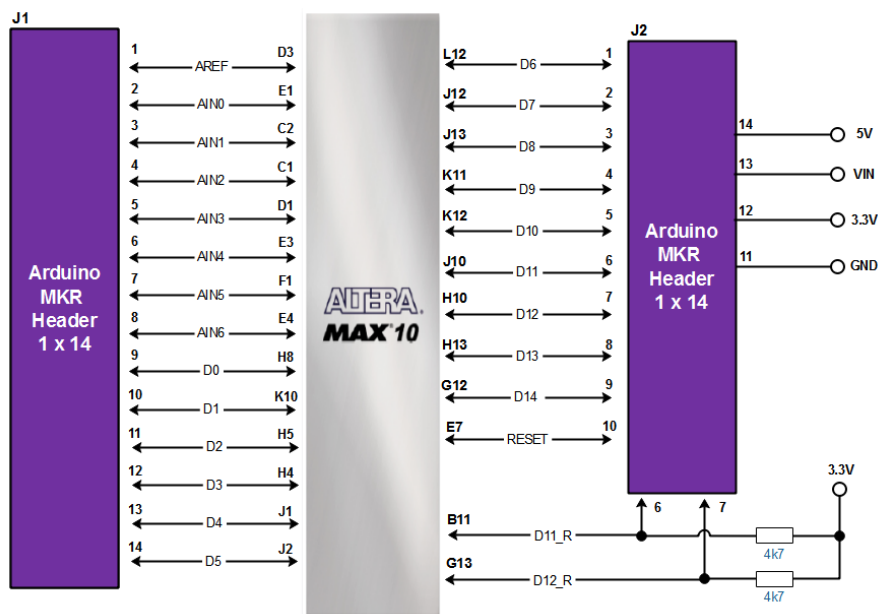 J1
1 AREF D3
2 AIN0 E1
3 AIN1 C2
4 AIN2 C1
5 AIN3 D1
6 AIN4 E3
7 AIN5 F1
8 AIN6 E4
9 D0 H8
10 D1 K10
11 D2 H5
12 D3 H4
13 D4 J1
14 D5 J2
Arduino
MKR
Header
1 x 14
ALTERA.
MAX® 10
L12 D6 1
J12 D7 2
J13 D8 3
K11 D9 4
K12 D10 5
J10 D11 6
H10 D12 7
H13 D13 8
G12 D14 9
E7 RESET 10
B11 D11_R
G13 D12_R
J2
Arduino
MKR
Header
1 x 14
14 5V
13 VIN
12 3.3V
11 GND
6 7
3.3V
4k7
4k7